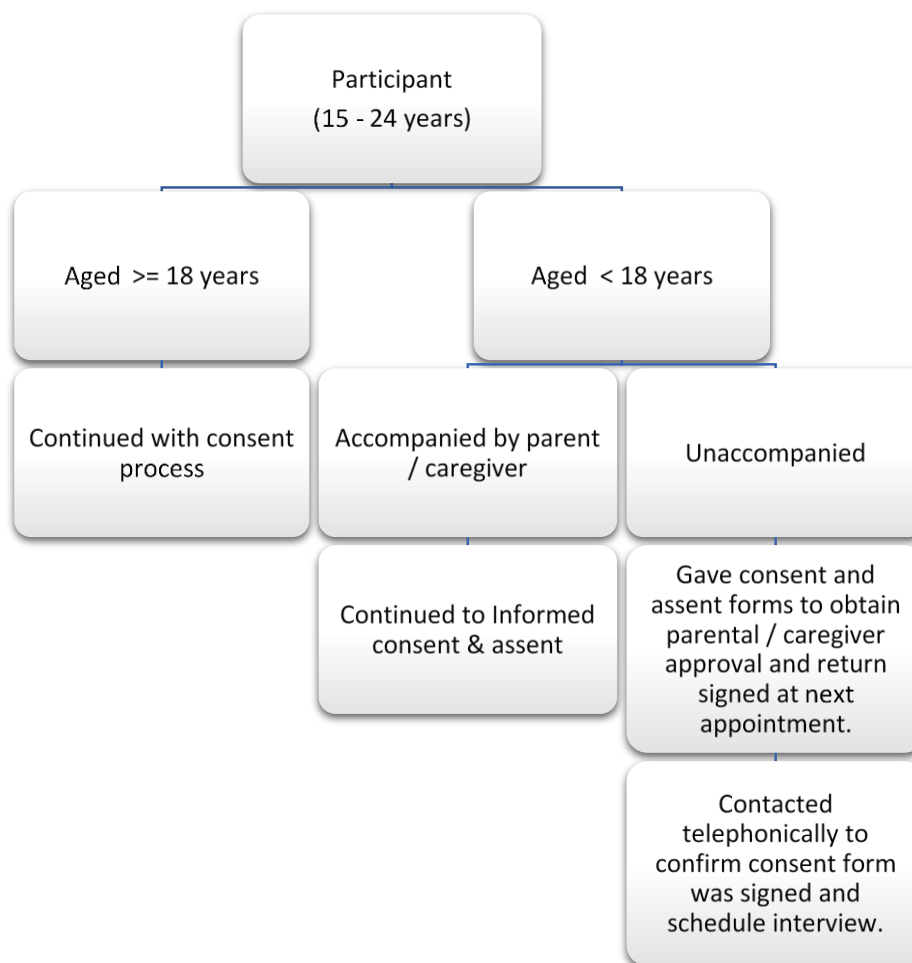 Participant
(15 - 24 years)
Aged >= 18 years
Aged < 18 years
Continued with consent
process
Accompanied by parent
/ caregiver
Unaccompanied
Continued to Informed
consent & assent
Gave consent and
assent forms to obtain
parental / caregiver
approval and return
signed at next
appointment.
Contacted
telephonically to
confirm consent form
was signed and
schedule interview.